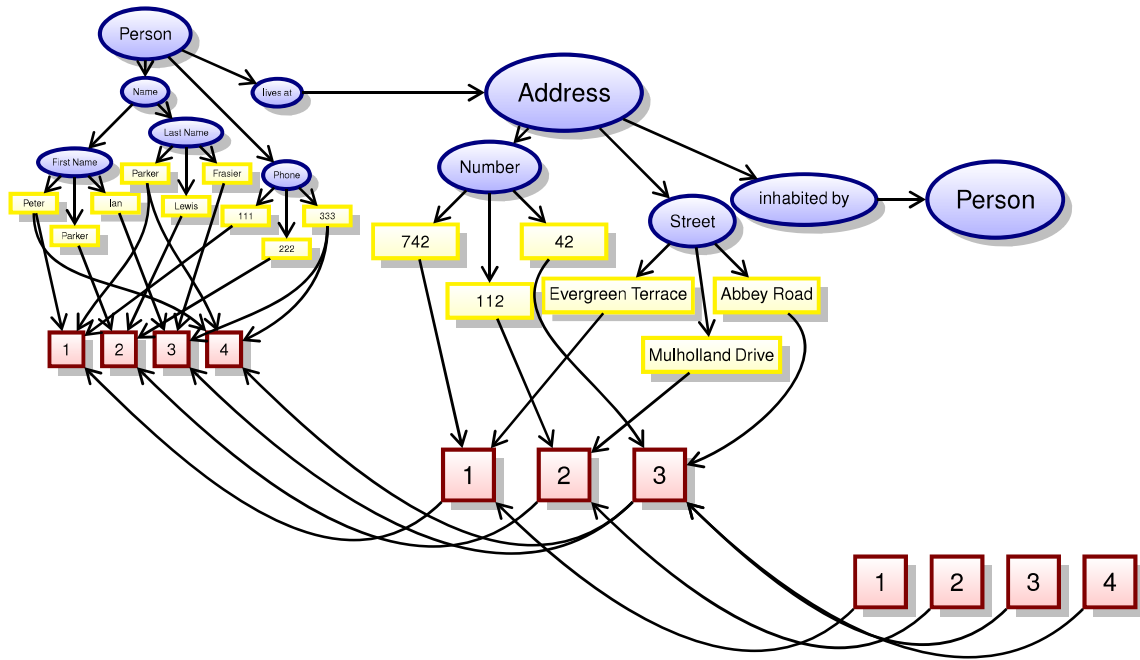 Person
Name
lives at
Address
Last Name
First Name
Parker
Frasier
Phone
Number
inhabited by
Person
Peter
Ian
Lewis
111
333
Street
Parker
222
742
42
112
Evergreen Terrace
Abbey Road
Mulholland Drive
1
2
3
4
1
2
3
1
2
3
4